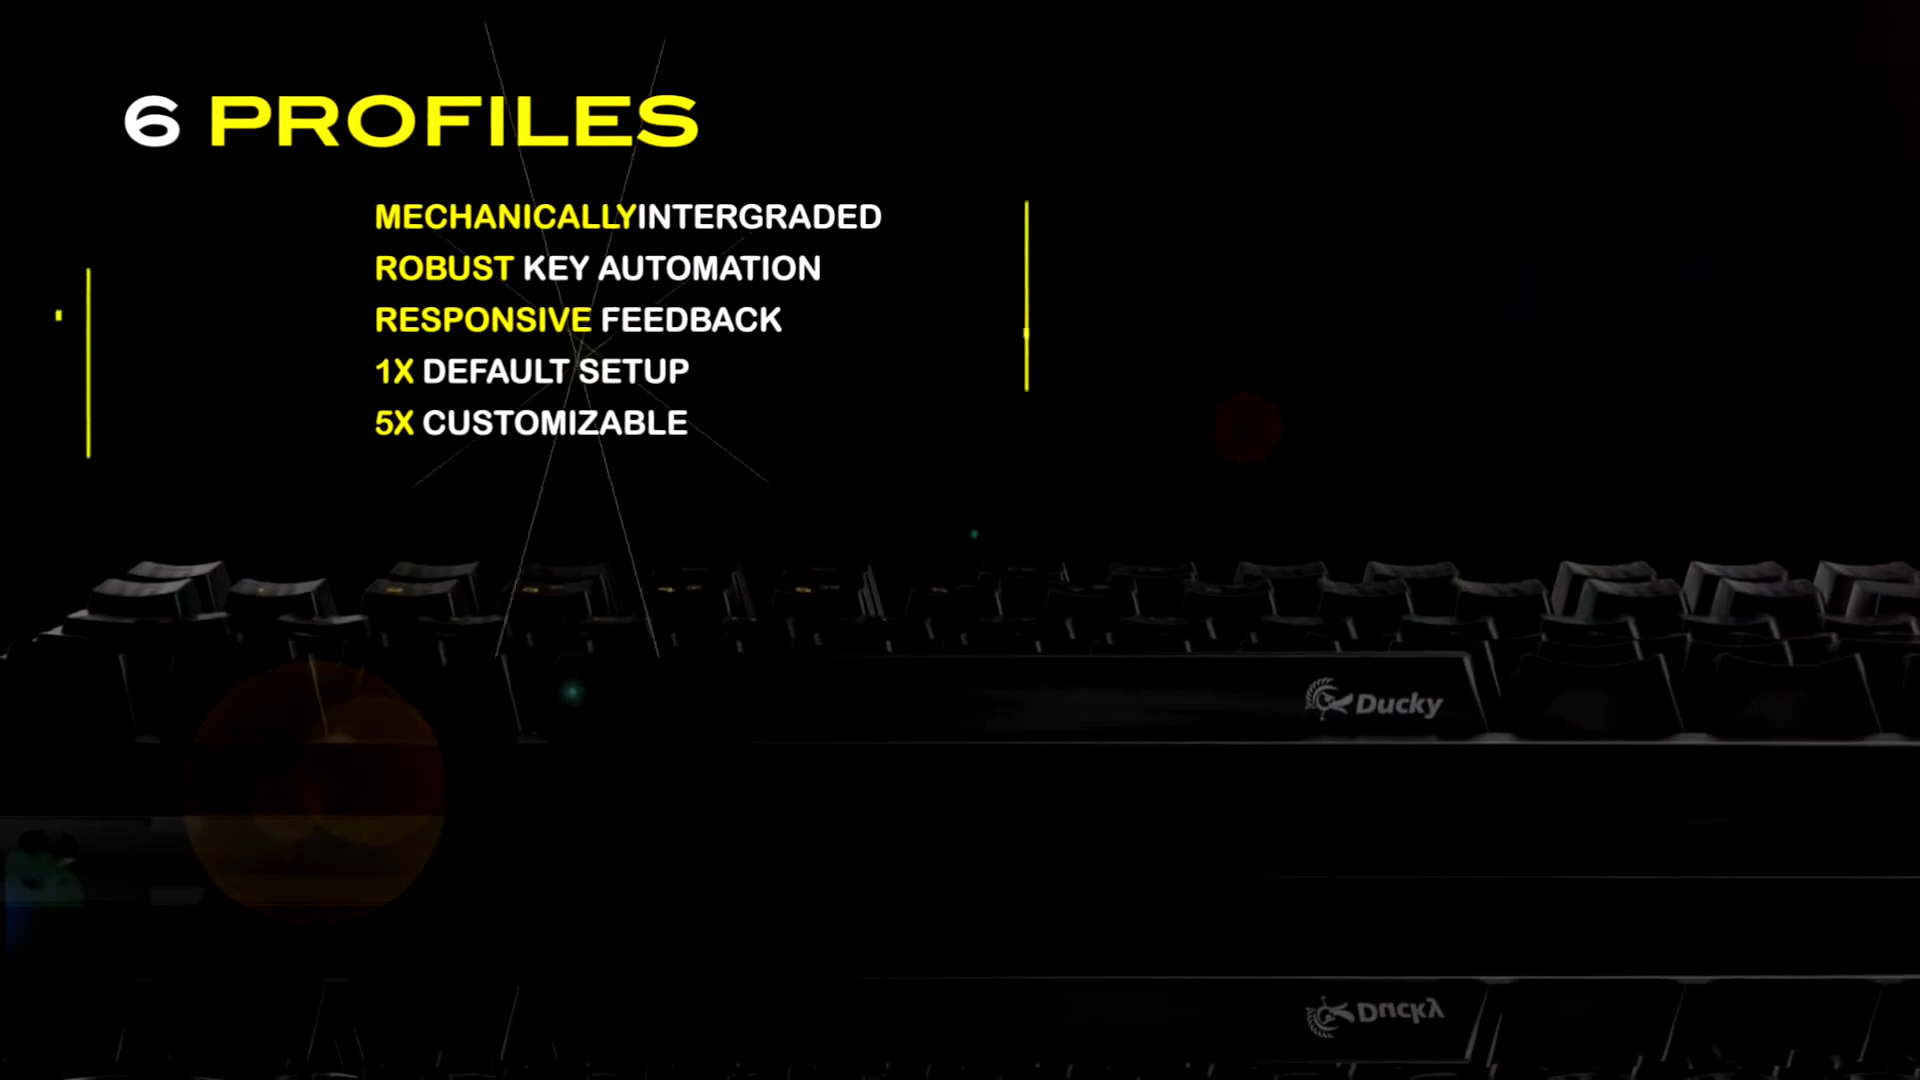 6 PROFILES
MECHANICALLYINTERGRADED
ROBUST KEY AUTOMATION
RESPONSIVE FEEDBACK
1X DEFAULT SETUP
5X CUSTOMIZABLE
Ducky
Ducky